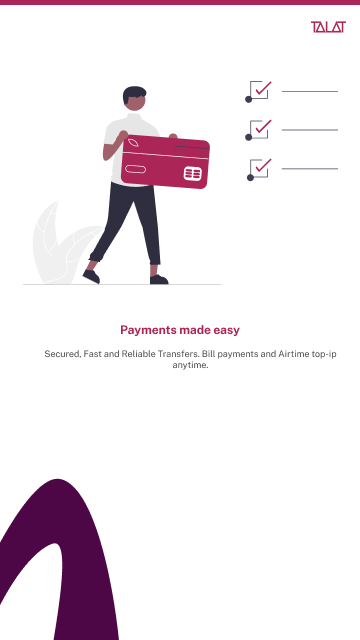 TALAT
Payments made easy
Secured, Fast and Reliable Transfers. Bill payments and Airtime top-ip
anytime.